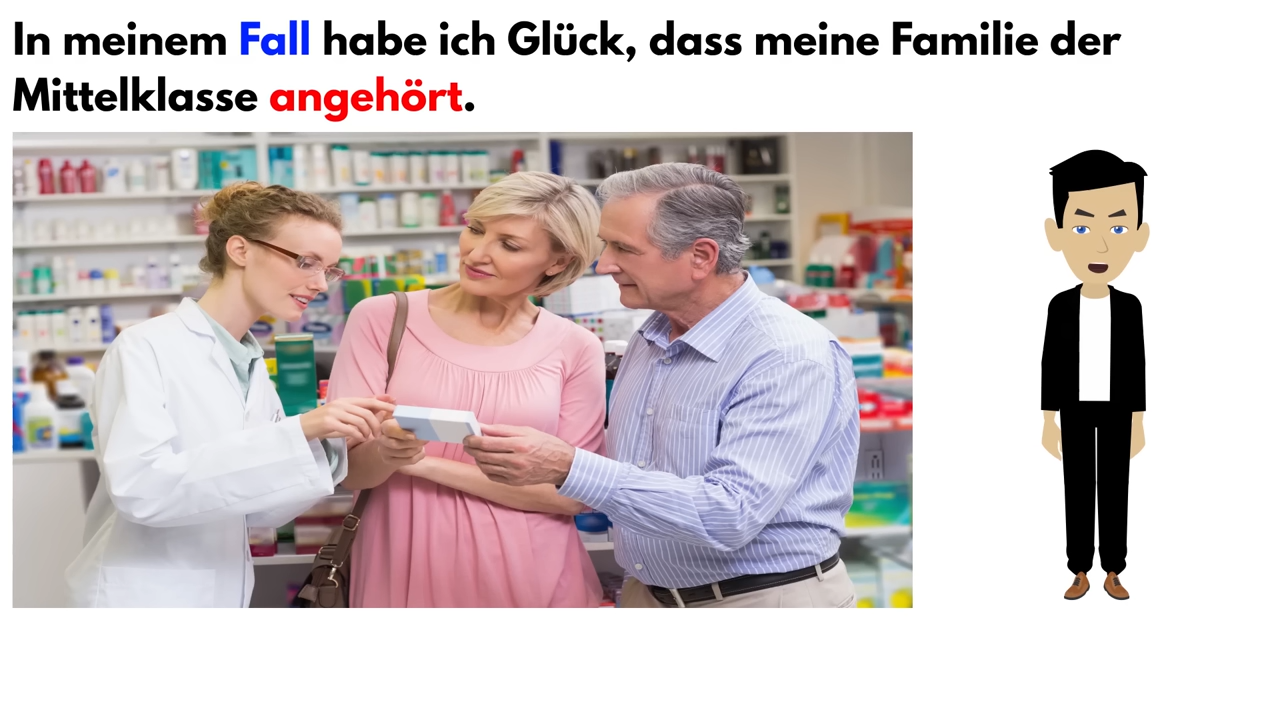 In meinem Fall habe ich Glück, dass meine Familie der
Mittelklasse angehört.